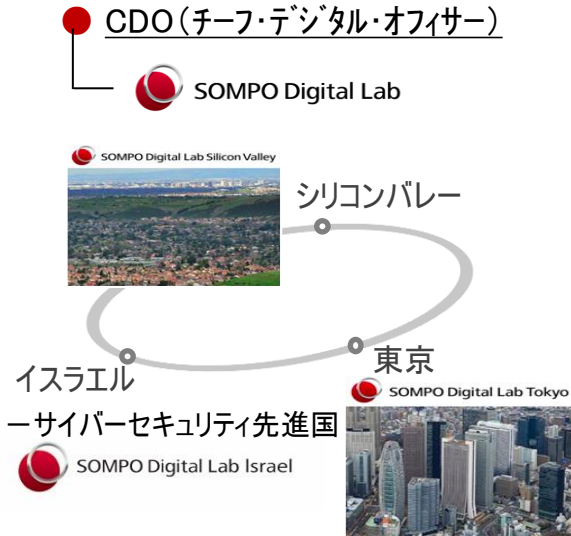 CDO(チーフ・デジタル・オフィサー)
SOMPO Digital Lab
SOMPO Digital Lab Silicon Valley
シリコンバレー
東京
イスラエル
SOMPO Digital Lab Tokyo
ーサイバーセキュリティ先進国
SOMPO Digital Lab Israel